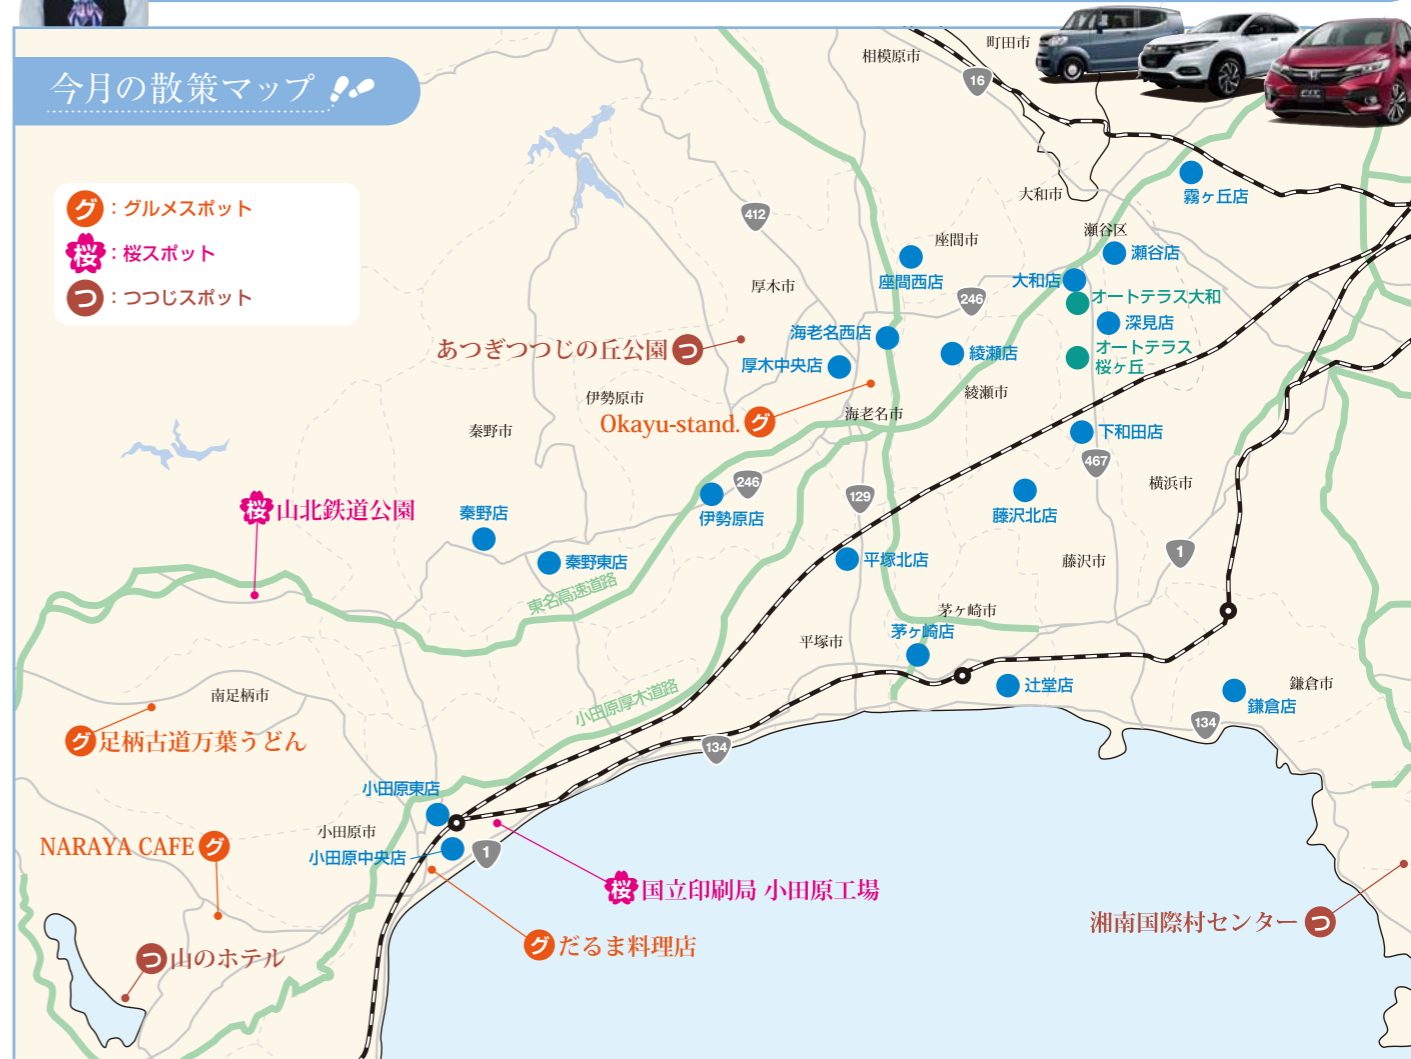 今月の散策マップ
グ：グルメスポット
桜：桜スポット
つ：つつじスポット
相模原市
町田市
16
霧ヶ丘店
大和市
412
瀬谷区
瀬谷店
座間市
座間西店
厚木市
246
大和店
オートテラス大和
深見店
海老名西店
あつぎつつじの丘公園 つ
厚木中央店
綾瀬店
オートテラス
桜ヶ丘
綾瀬市
伊勢原市
Okayu-stand. グ
海老名市
秦野市
下和田店
467
246
横浜市
伊勢原店
129
藤沢北店
桜 山北鉄道公園
秦野店
秦野東店
平塚北店
藤沢市
1
東名高速道路
茅ヶ崎市
茅ヶ崎店
平塚市
南足柄市
小田原厚木道路
辻堂店
鎌倉市
鎌倉店
134
グ 足柄古道万葉うどん
134
小田原東店
小田原市
NARAYA CAFE グ
小田原中央店
1
桜 国立印刷局 小田原工場
湘南国際村センター つ
グ だるま料理店
つ 山のホテル